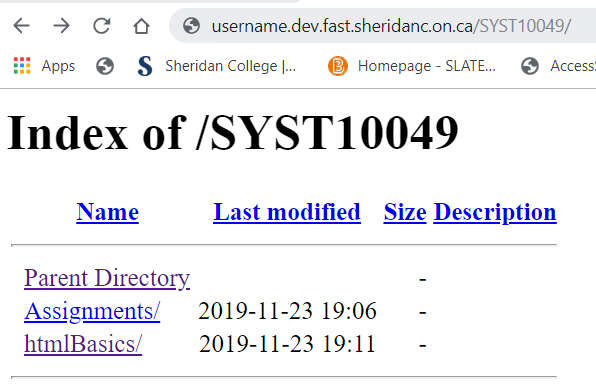 username.dev.fast.sheridanc.on.ca/SYST10049/
Apps S Sheridan College |... Homepage - SLATE... Access
Index of /SYST10049
Name Last modified Size Description
Parent Directory -
Assignments/ 2019-11-23 19:06 -
htmlBasics/ 2019-11-23 19:11 -